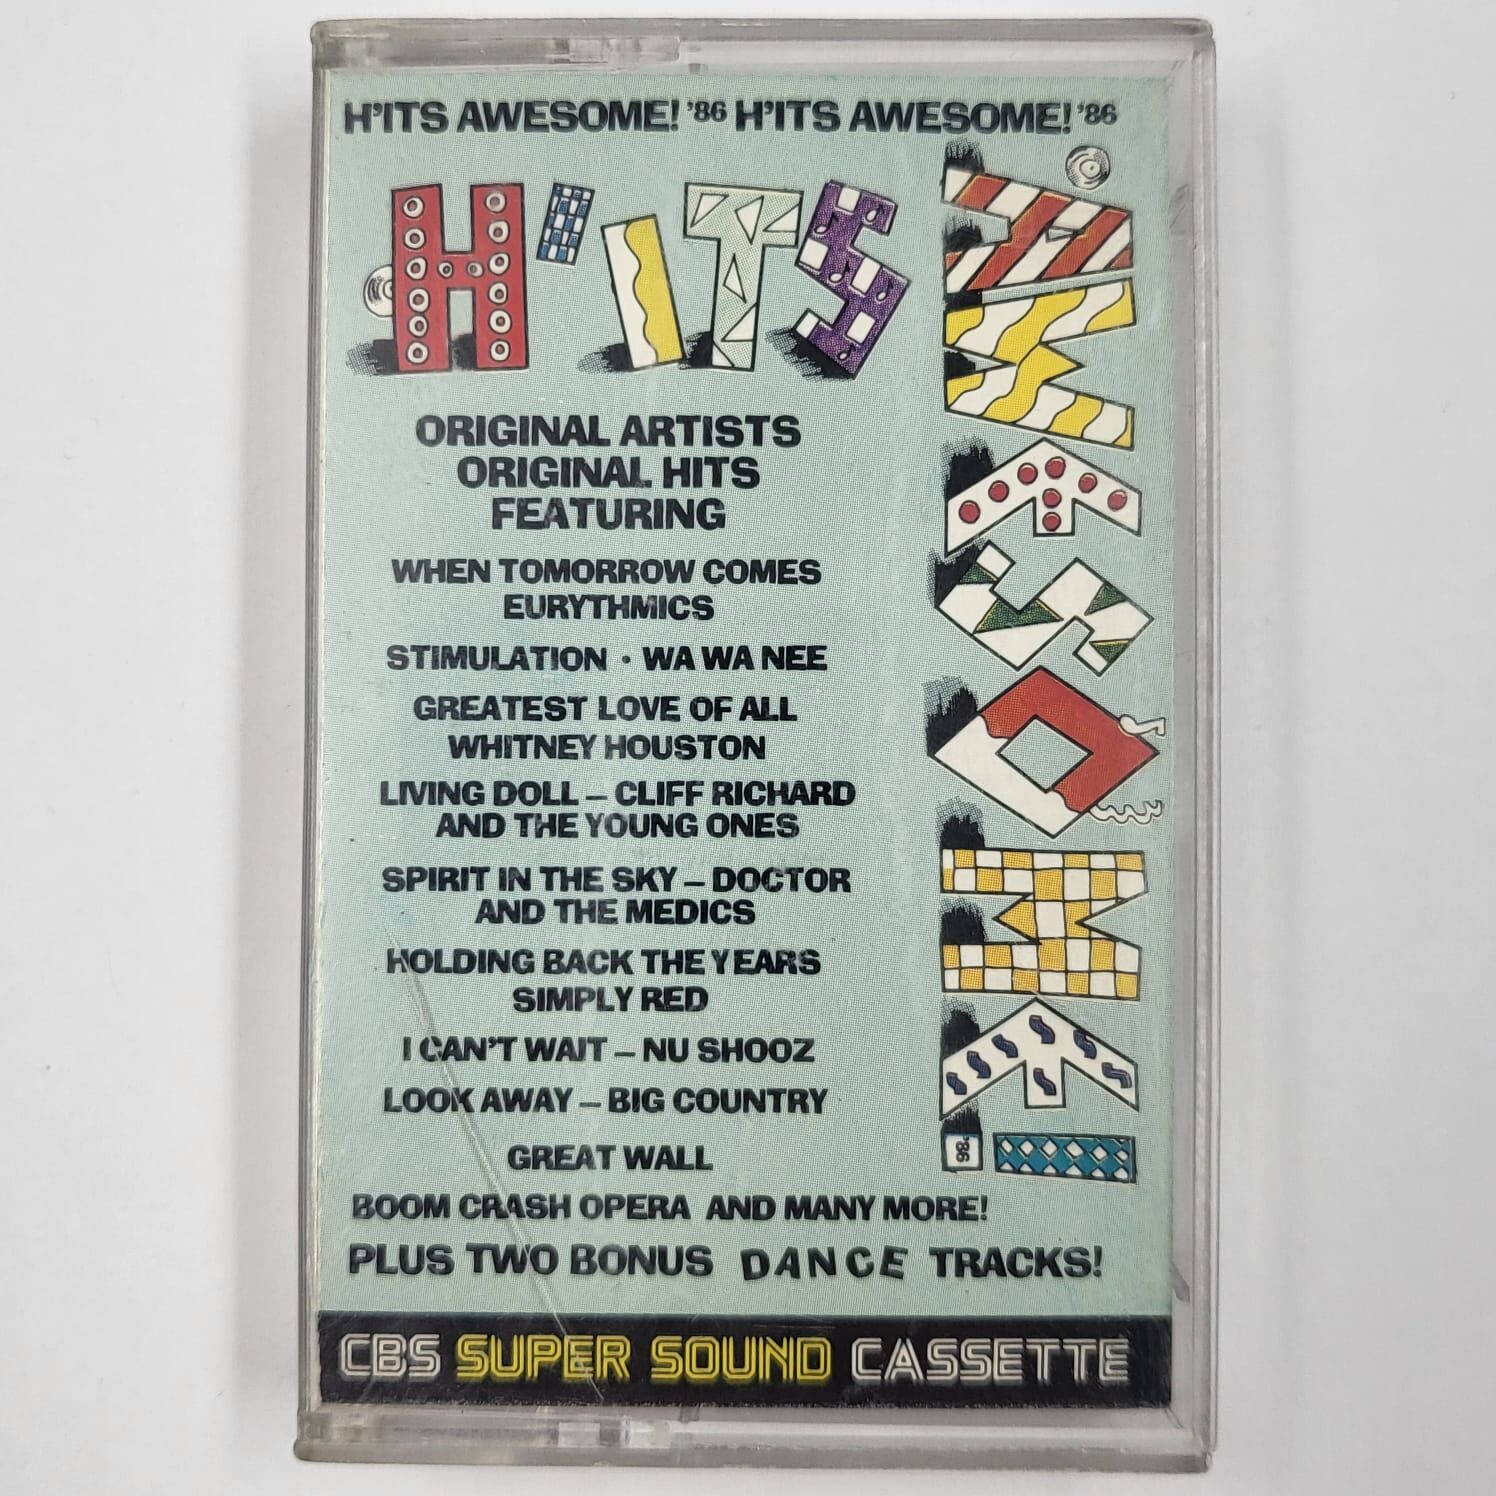 H'ITS AWESOME! '86 H'ITS AWESOME! '86
H'ITS
AWESOME!
'86
ORIGINAL ARTISTS
ORIGINAL HITS
FEATURING
WHEN TOMORROW COMES
EURYTHMICS
STIMULATION • WA WA NEE
GREATEST LOVE OF ALL
WHITNEY HOUSTON
LIVING DOLL – CLIFF RICHARD
AND THE YOUNG ONES
SPIRIT IN THE SKY – DOCTOR
AND THE MEDICS
HOLDING BACK THE YEARS
SIMPLY RED
I CAN'T WAIT – NU SHOOZ
LOOK AWAY – BIG COUNTRY
GREAT WALL
BOOM CRASH OPERA AND MANY MORE!
PLUS TWO BONUS DANCE TRACKS!
CBS SUPER SOUND CASSETTE